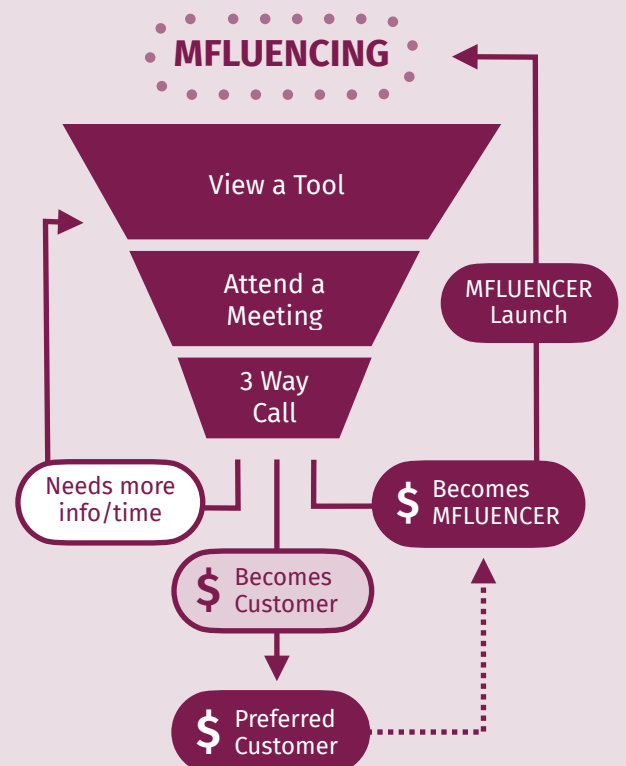 MFLUENCING
View a Tool
Attend a
Meeting
MFLUENCER
Launch
3 Way
Call
Needs more
info/time
$ Becomes
MFLUENCER
$ Becomes
Customer
$ Preferred
Customer